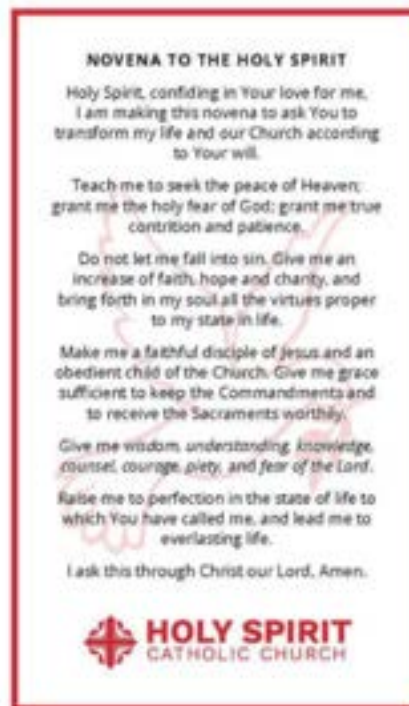 NOVENA TO THE HOLY SPIRIT
Holy Spirit, confiding in Your love for me,
I am making this novena to ask You to
transform my life and our Church according
to Your will.
Teach me to seek the peace of Heaven;
grant me the holy fear of God; grant me true
contrition and patience.
Do not let me fall into sin. Give me an
increase of faith, hope and charity, and
bring forth in my soul all the virtues proper
to my state in life.
Make me a faithful disciple of Jesus and an
obedient child of the Church. Give me grace
sufficient to keep the Commandments and
to receive the Sacraments worthily.
Give me wisdom, understanding, knowledge,
counsel, courage, piety, and fear of the Lord.
Raise me to perfection in the state of life to
which You have called me, and lead me to
everlasting life.
I ask this through Christ our Lord, Amen.
HOLY SPIRIT
CATHOLIC CHURCH